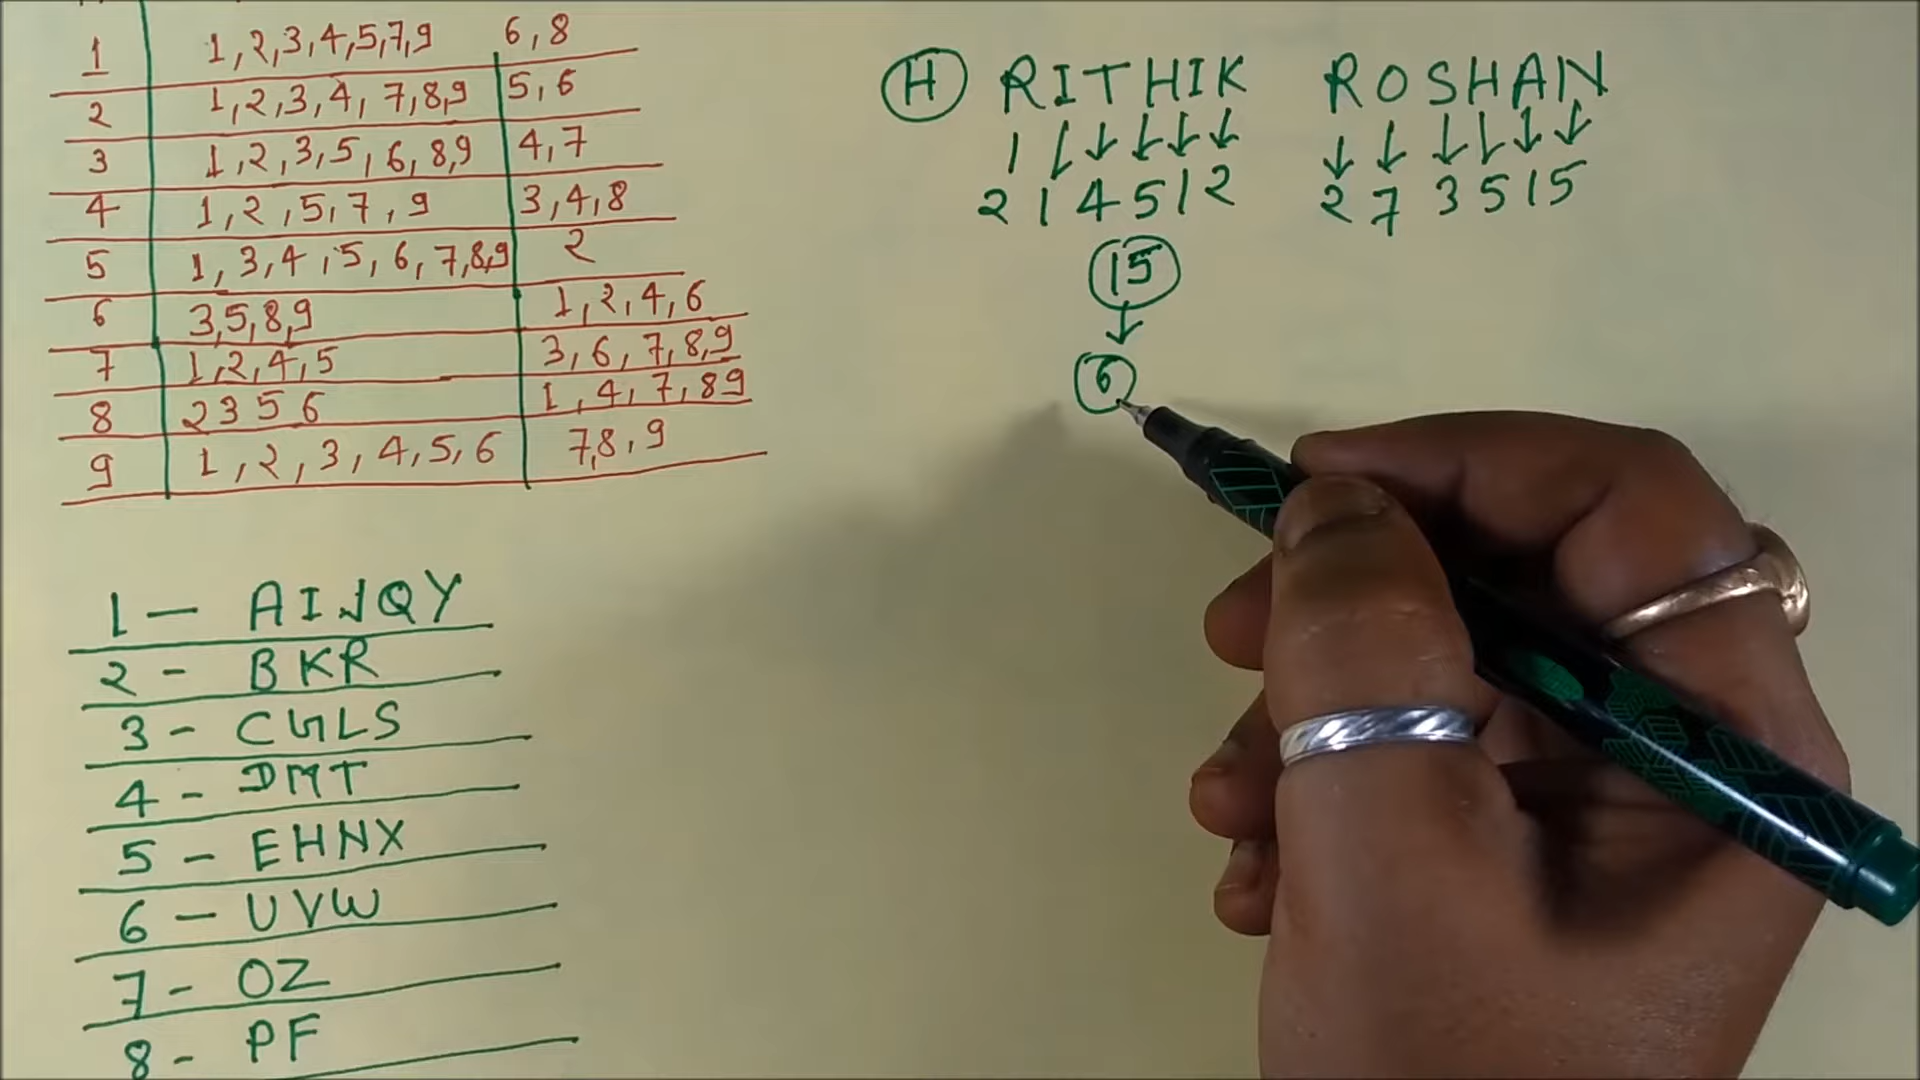 1 1,2,3,4,5,7,9 6,8
2 1,2,3,4,7,8,9 5,6
3 1,2,3,5,6,8,9 4,7
4 1,2,5,7,9 3,4,8
5 1,3,4,5,6,7,8,9 2
6 3,5,8,9 1,2,4,6
7 1,2,4,5 3,6,7,8,9
8 2 3 5 6 1,4,7,89
9 1,2,3,4,5,6 7,8,9
1 - AIJQY
2 - BKR
3 - CGLS
4 - DMT
5 - EHNX
6 - UVW
7 - OZ
8 - PF
H RITHIK ROSHAN
2 1 4 5 1 2 2 7 3 5 1 5
15
6